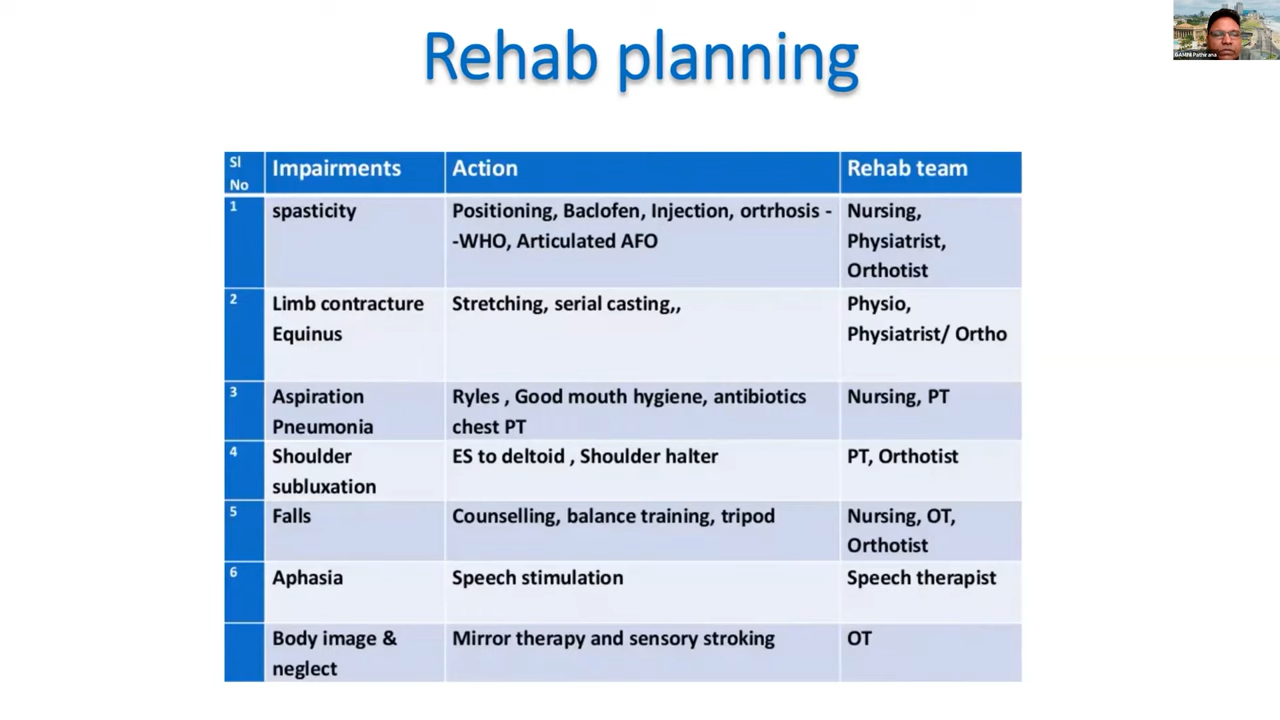 Rehab planning
GAMINI Pathirana
Sl No
Impairments
Action
Rehab team
1
spasticity
Positioning, Baclofen, Injection, ortrhosis -
-WHO, Articulated AFO
Nursing,
Physiatrist,
Orthotist
2
Limb contracture
Equinus
Stretching, serial casting,,
Physio,
Physiatrist/ Ortho
3
Aspiration
Pneumonia
Ryles , Good mouth hygiene, antibiotics
chest PT
Nursing, PT
4
Shoulder
subluxation
ES to deltoid , Shoulder halter
PT, Orthotist
5
Falls
Counselling, balance training, tripod
Nursing, OT,
Orthotist
6
Aphasia
Speech stimulation
Speech therapist
Body image &
neglect
Mirror therapy and sensory stroking
OT